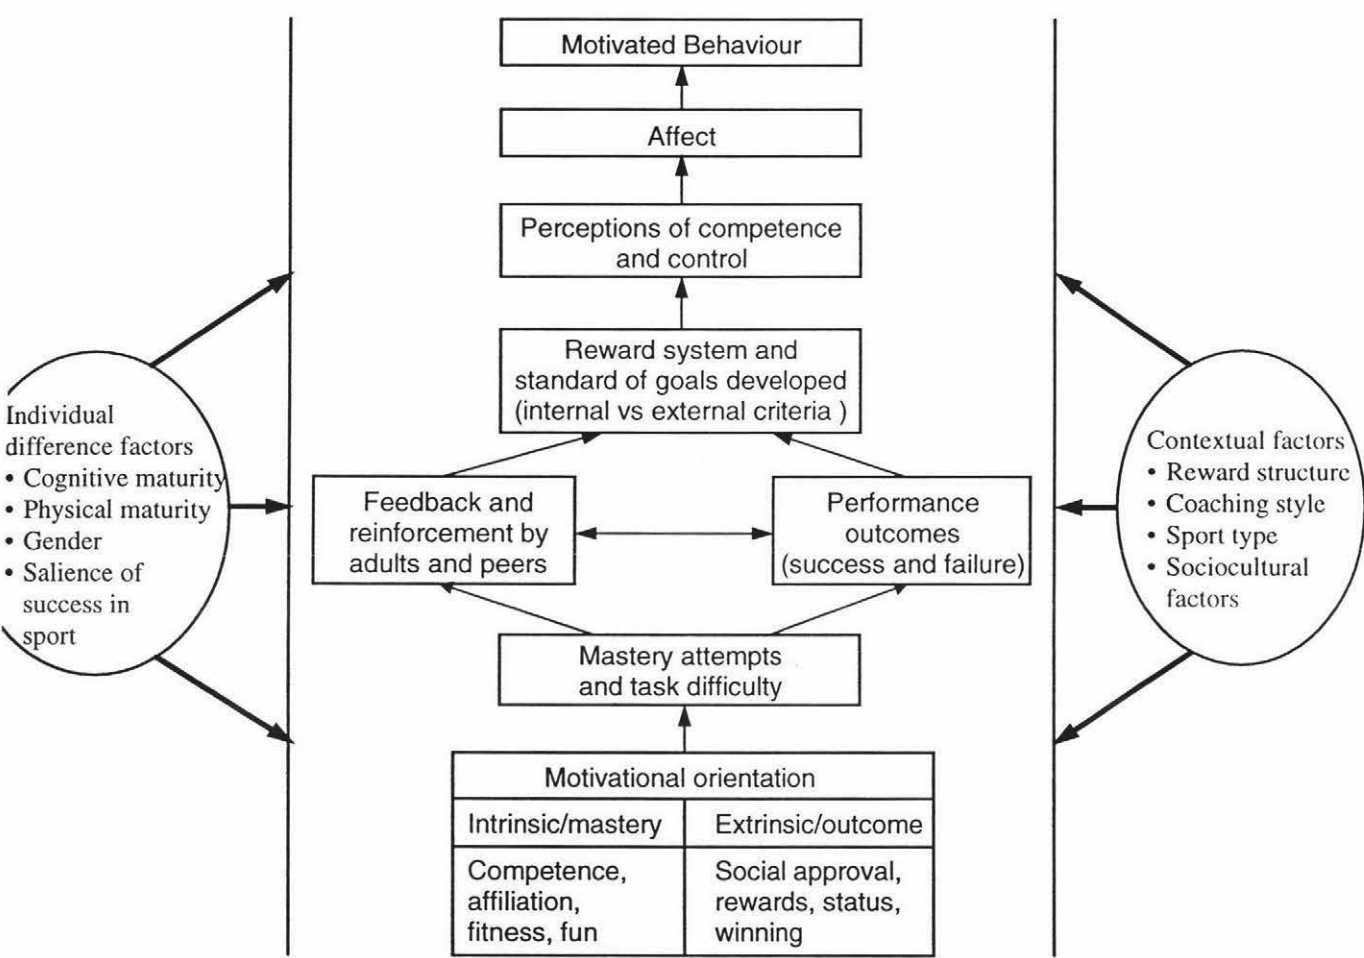 Motivated Behaviour
Affect
Perceptions of competence
and control
Reward system and
standard of goals developed
(internal vs external criteria )
Individual
difference factors
• Cognitive maturity
• Physical maturity
• Gender
• Salience of
success in
sport
Feedback and
reinforcement by
adults and peers
Performance
outcomes
(success and failure)
Contextual factors
• Reward structure
• Coaching style
• Sport type
• Sociocultural
factors
Mastery attempts
and task difficulty
Motivational orientation
Intrinsic/mastery
Extrinsic/outcome
Competence,
affiliation,
fitness, fun
Social approval,
rewards, status,
winning